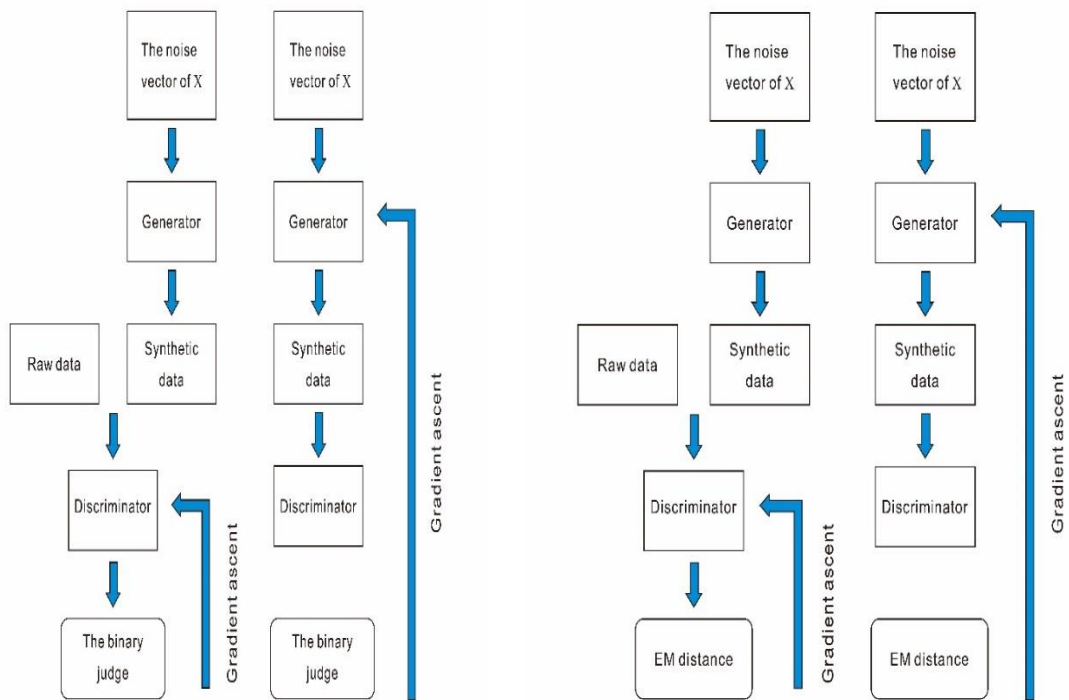 The noise
vector of X
Generator
Raw data
Synthetic
data
Discriminator
The binary
judge
Gradient ascent
The noise
vector of X
Generator
Synthetic
data
Discriminator
The binary
judge
Gradient ascent
The noise
vector of X
Generator
Raw data
Synthetic
data
Discriminator
EM distance
Gradient ascent
The noise
vector of X
Generator
Synthetic
data
Discriminator
EM distance
Gradient ascent